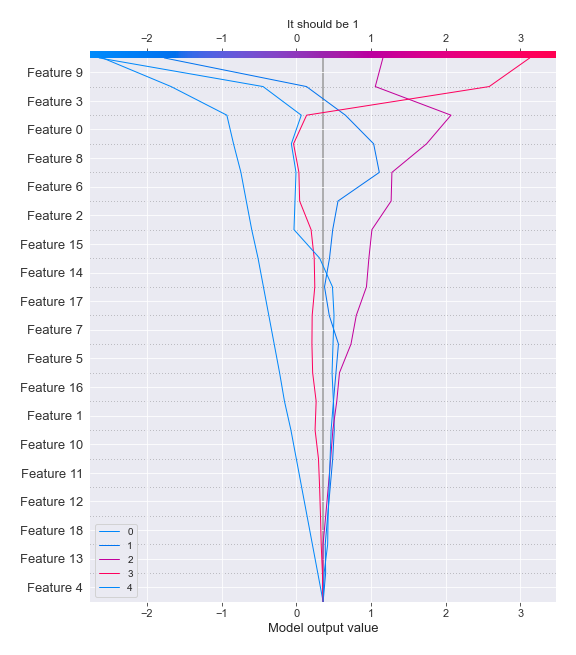 It should be 1
−2 −1 0 1 2 3
Feature 9
Feature 3
Feature 0
Feature 8
Feature 6
Feature 2
Feature 15
Feature 14
Feature 17
Feature 7
Feature 5
Feature 16
Feature 1
Feature 10
Feature 11
Feature 12
Feature 18
Feature 13
Feature 4
0
1
2
3
4
−2 −1 0 1 2 3
Model output value